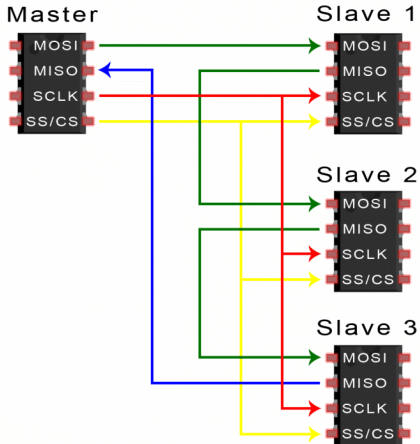 Master
MOSI
MISO
SCLK
SS/CS
Slave 1
MOSI
MISO
SCLK
SS/CS
Slave 2
MOSI
MISO
SCLK
SS/CS
Slave 3
MOSI
MISO
SCLK
SS/CS